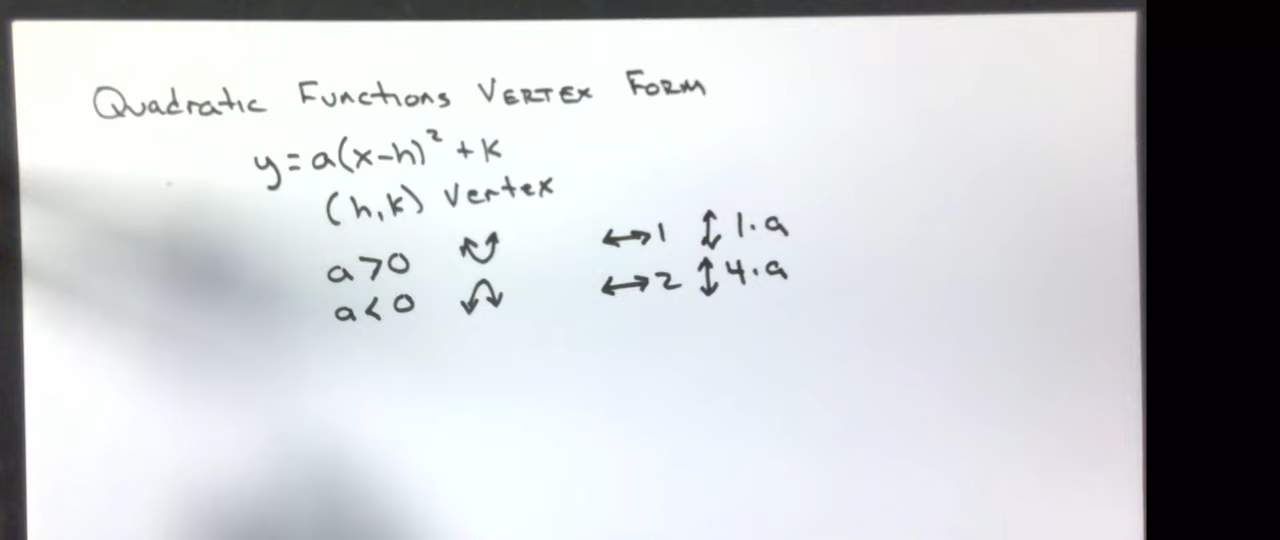 Quadratic Functions VERTEX FORM
y=a(x-h)² + k
(h,k) Vertex
a>0 ↔1 ↕1·a
a<0 ↔2 ↕4·a